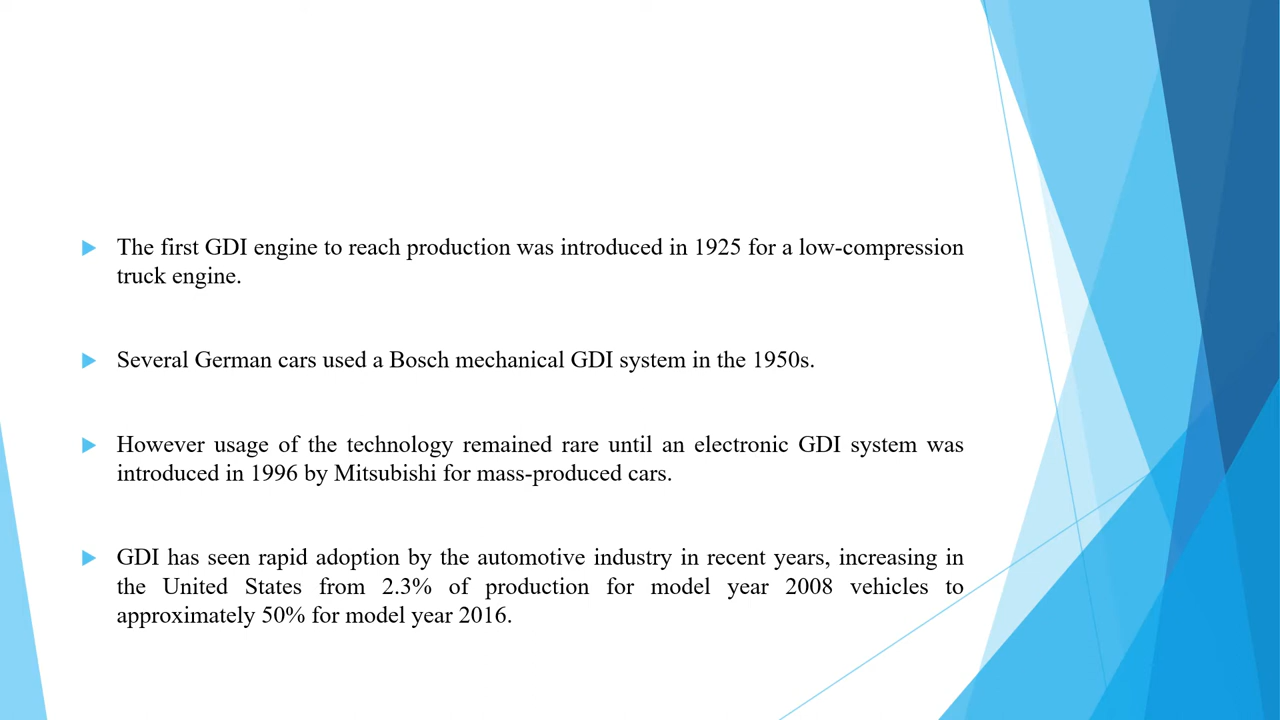 The first GDI engine to reach production was introduced in 1925 for a low-compression
truck engine.
Several German cars used a Bosch mechanical GDI system in the 1950s.
However usage of the technology remained rare until an electronic GDI system was
introduced in 1996 by Mitsubishi for mass-produced cars.
GDI has seen rapid adoption by the automotive industry in recent years, increasing in
the United States from 2.3% of production for model year 2008 vehicles to
approximately 50% for model year 2016.